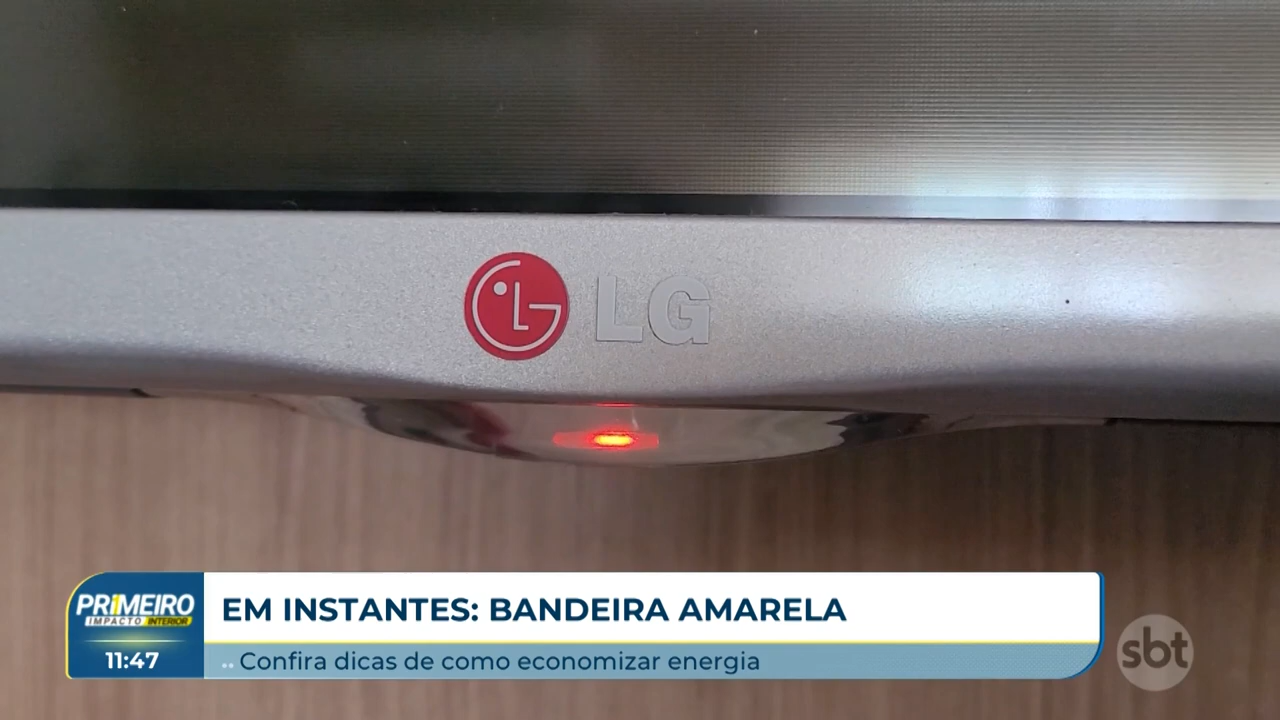 LG
EM INSTANTES: BANDEIRA AMARELA
PRIMEIRO
IMPACTO INTERIOR
11:47
.. Confira dicas de como economizar energia
sbt